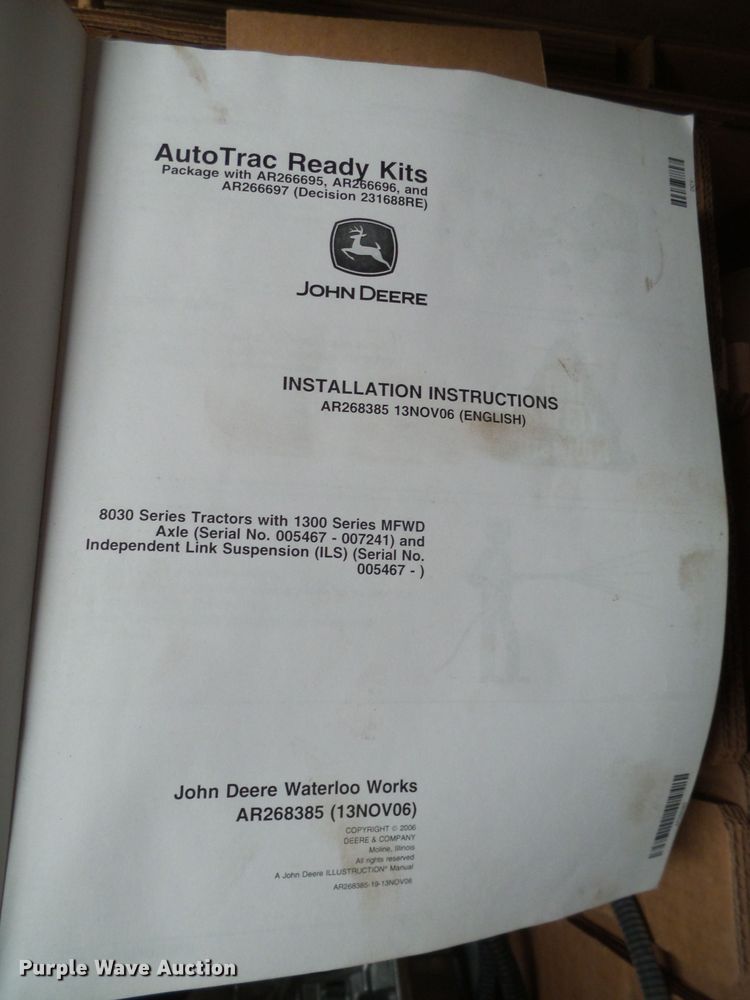 AutoTrac Ready Kits
Package with AR266695, AR266696, and
AR266697 (Decision 231688RE)
JOHN DEERE
INSTALLATION INSTRUCTIONS
AR268385 13NOV06 (ENGLISH)
8030 Series Tractors with 1300 Series MFWD
Axle (Serial No. 005467 - 007241) and
Independent Link Suspension (ILS) (Serial No.
005467 - )
John Deere Waterloo Works
AR268385 (13NOV06)
COPYRIGHT © 2006
DEERE & COMPANY
Moline, Illinois
All rights reserved
A John Deere ILLUSTRUCTION® Manual
AR268385-19-13NOV06
Purple Wave Auction